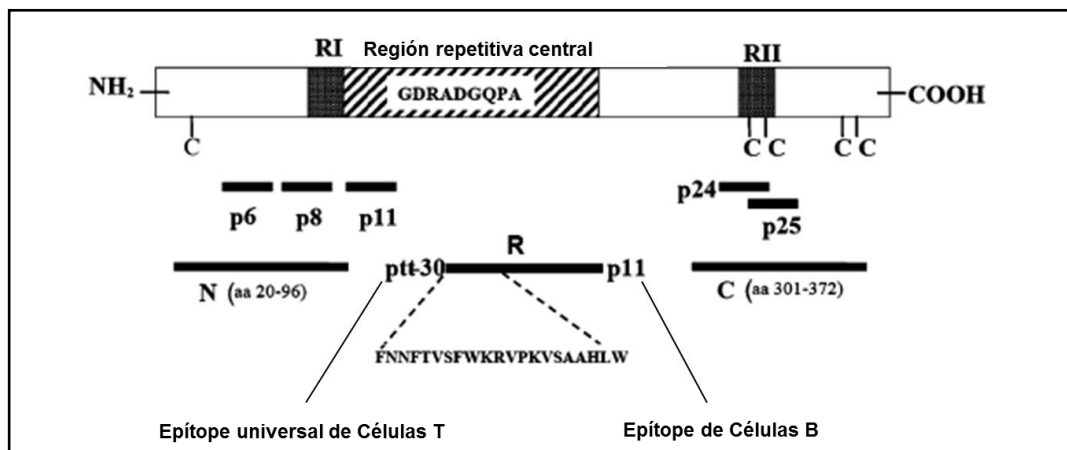 RI Región repetitiva central RII
NH₂ GDRADGQPA COOH
C C C C C
p6 p8 p11 p24
p25
R
ptt-30 p11
N (aa 20-96) C (aa 301-372)
FNNFTVSFWKRVPKVSAAHLW
Epítope universal de Células T Epítope de Células B